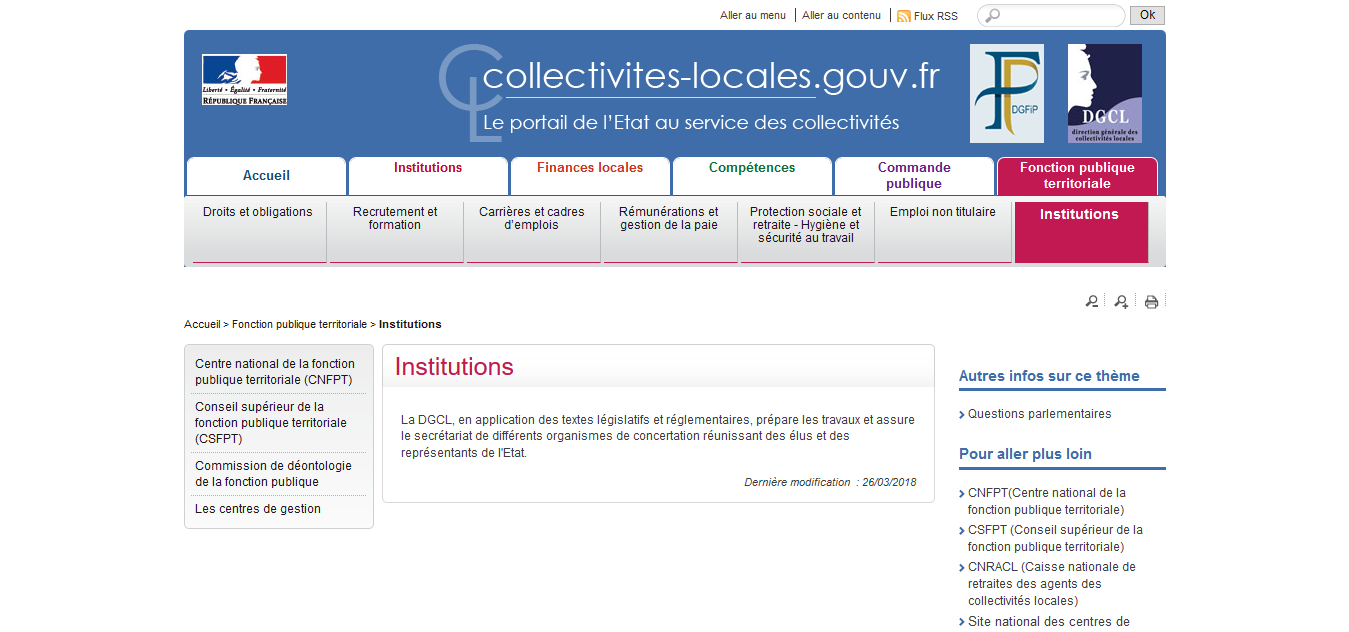 Aller au menu Aller au contenu Flux RSS Ok
Liberté • Égalité • Fraternité
RÉPUBLIQUE FRANÇAISE
collectivites-locales.gouv.fr
Le portail de l'Etat au service des collectivités
DGFiP
DGCL
direction générale des
collectivités locales
Accueil
Institutions
Finances locales
Compétences
Commande
publique
Fonction publique
territoriale
Droits et obligations
Recrutement et
formation
Carrières et cadres
d'emplois
Rémunérations et
gestion de la paie
Protection sociale et
retraite - Hygiène et
sécurité au travail
Emploi non titulaire
Institutions
Accueil > Fonction publique territoriale > Institutions
Centre national de la fonction
publique territoriale (CNFPT)
Conseil supérieur de la
fonction publique territoriale
(CSFPT)
Commission de déontologie
de la fonction publique
Les centres de gestion
Institutions
La DGCL, en application des textes législatifs et réglementaires, prépare les travaux et assure
le secrétariat de différents organismes de concertation réunissant des élus et des
représentants de l'Etat.
Dernière modification : 26/03/2018
Autres infos sur ce thème
Questions parlementaires
Pour aller plus loin
CNFPT(Centre national de la
fonction publique territoriale)
CSFPT (Conseil supérieur de la
fonction publique territoriale)
CNRACL (Caisse nationale de
retraites des agents des
collectivités locales)
Site national des centres de